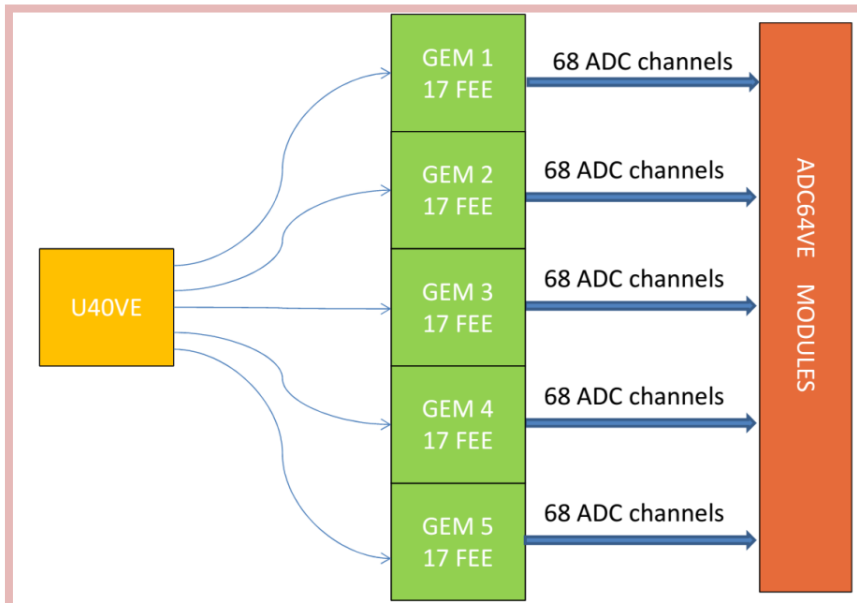 GEM 1
17 FEE
68 ADC channels
GEM 2
17 FEE
68 ADC channels
U40VE
GEM 3
17 FEE
68 ADC channels
GEM 4
17 FEE
68 ADC channels
GEM 5
17 FEE
68 ADC channels
ADC64VE MODULES